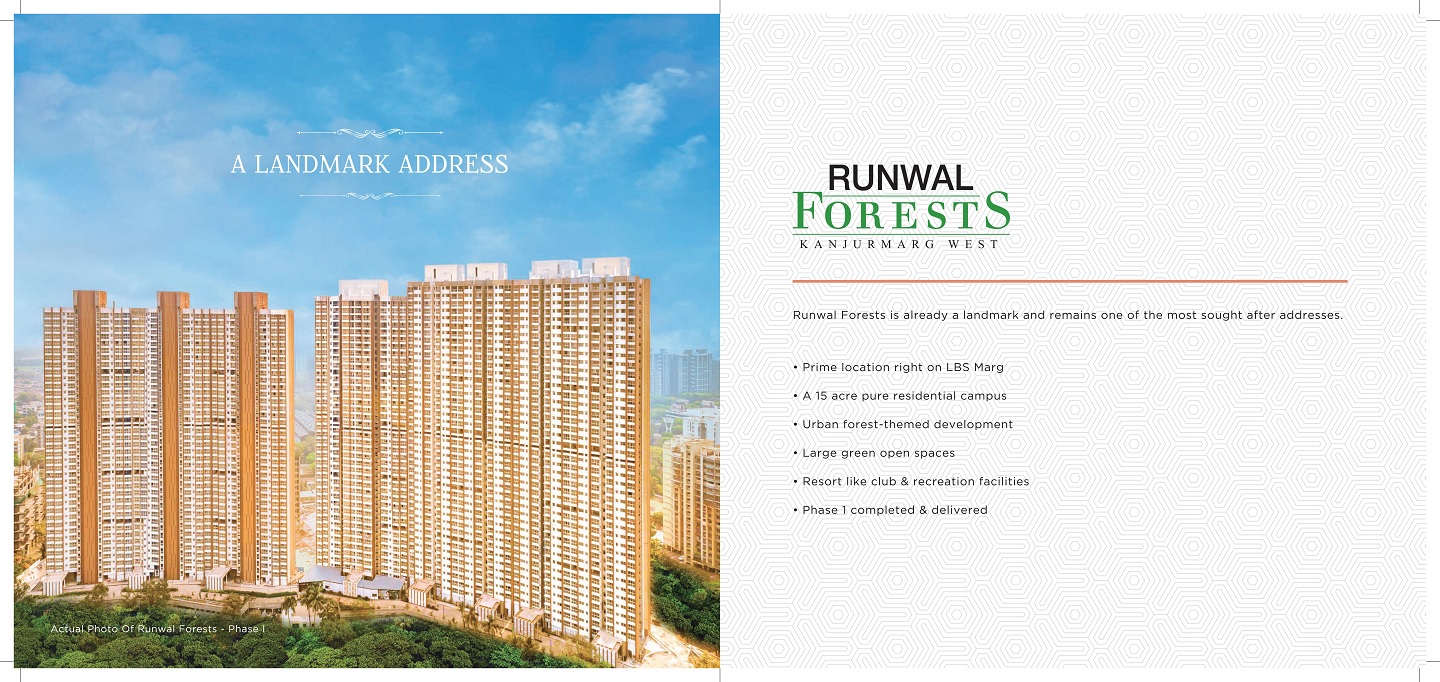 A LANDMARK ADDRESS
Actual Photo Of Runwal Forests - Phase I
RUNWAL
FORESTS
KANJURMARG WEST
Runwal Forests is already a landmark and remains one of the most sought after addresses.
• Prime location right on LBS Marg
• A 15 acre pure residential campus
• Urban forest-themed development
• Large green open spaces
• Resort like club & recreation facilities
• Phase 1 completed & delivered